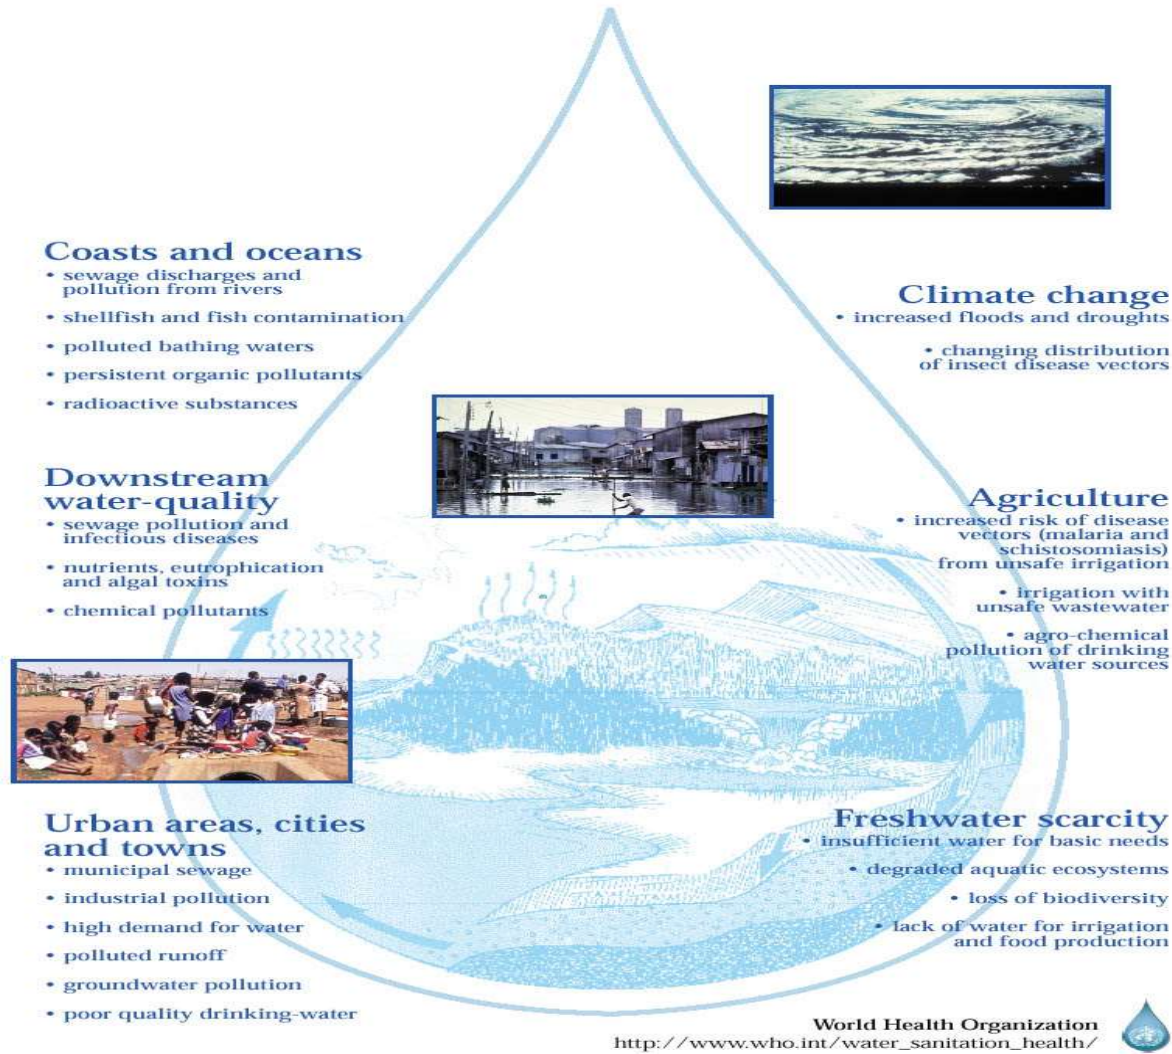 Coasts and oceans
• sewage discharges and
pollution from rivers
• shellfish and fish contamination
• polluted bathing waters
• persistent organic pollutants
• radioactive substances
Downstream
water-quality
• sewage pollution and
infectious diseases
• nutrients, eutrophication
and algal toxins
• chemical pollutants
Urban areas, cities
and towns
• municipal sewage
• industrial pollution
• high demand for water
• polluted runoff
• groundwater pollution
• poor quality drinking-water
Climate change
• increased floods and droughts
• changing distribution
of insect disease vectors
Agriculture
• increased risk of disease
vectors (malaria and
schistosomiasis)
from unsafe irrigation
• irrigation with
unsafe wastewater
• agro-chemical
pollution of drinking
water sources
Freshwater scarcity
• insufficient water for basic needs
• degraded aquatic ecosystems
• loss of biodiversity
• lack of water for irrigation
and food production
World Health Organization
http://www.who.int/water_sanitation_health/